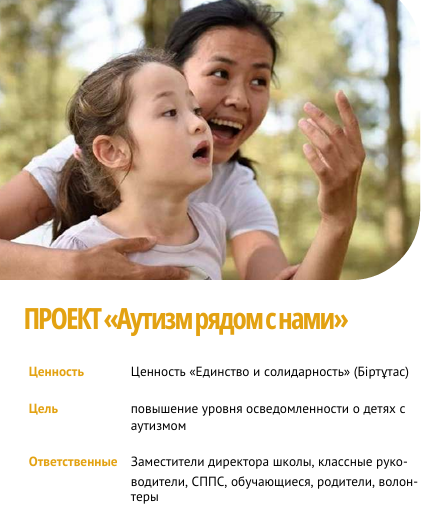 ПРОЕКТ «Аутизм рядом с нами»
Ценность
Ценность «Единство и солидарность» (Біртұтас)
Цель
повышение уровня осведомленности о детях с
аутизмом
Ответственные
Заместители директора школы, классные руко-
водители, СППС, обучающиеся, родители, волон-
теры